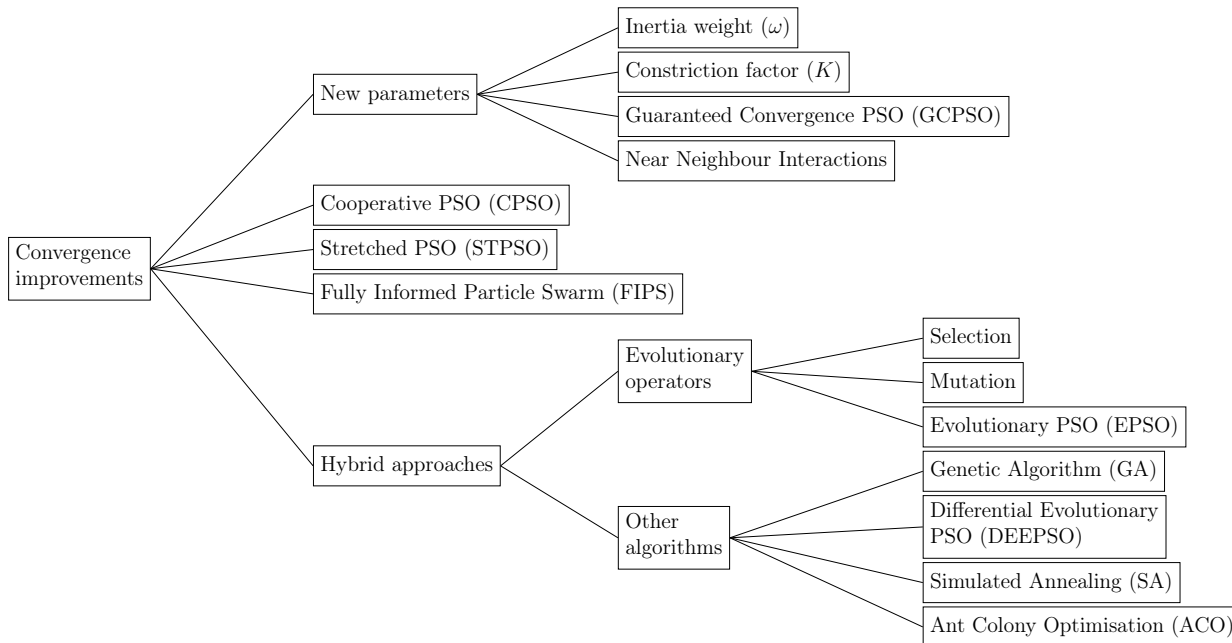 Convergence
improvements
New parameters
Inertia weight (ω)
Constriction factor (K)
Guaranteed Convergence PSO (GCPSO)
Near Neighbour Interactions
Cooperative PSO (CPSO)
Stretched PSO (STPSO)
Fully Informed Particle Swarm (FIPS)
Hybrid approaches
Evolutionary
operators
Selection
Mutation
Evolutionary PSO (EPSO)
Other
algorithms
Genetic Algorithm (GA)
Differential Evolutionary
PSO (DEEPSO)
Simulated Annealing (SA)
Ant Colony Optimisation (ACO)